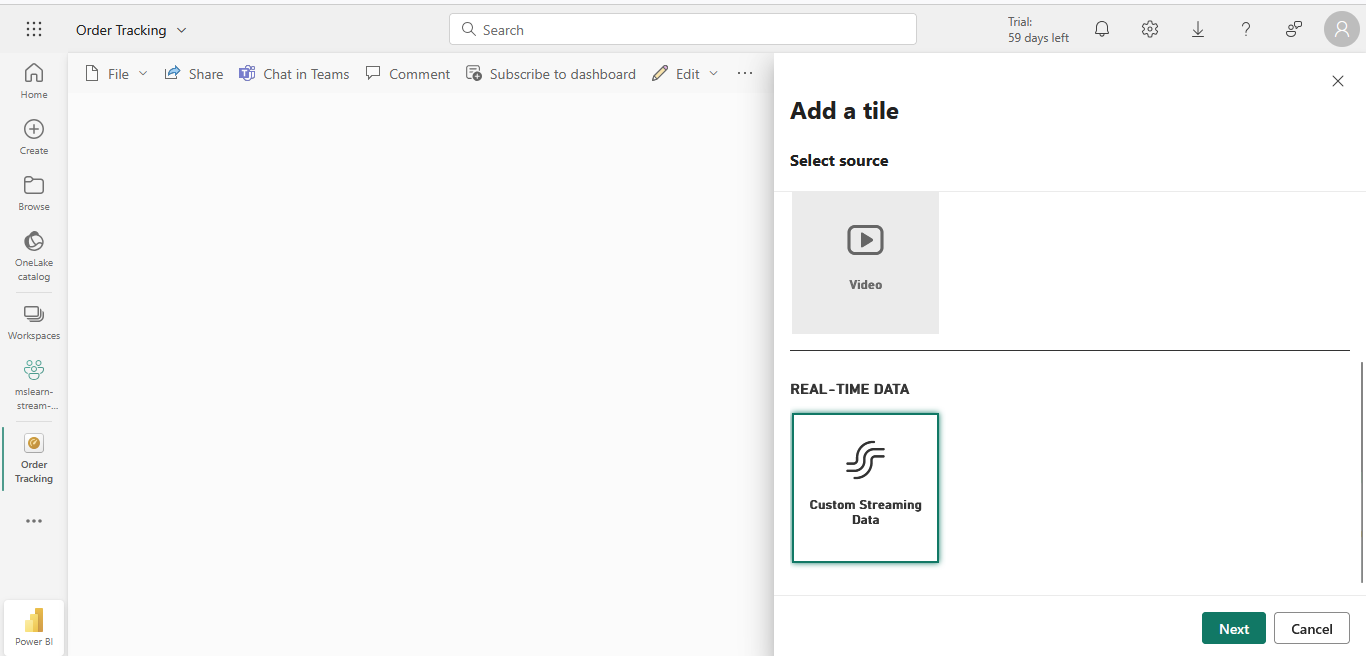 Order Tracking
Search
Trial:
59 days left
File
Share
Chat in Teams
Comment
Subscribe to dashboard
Edit
Home
Create
Browse
OneLake
catalog
Workspaces
mslearn-
stream-...
Order
Tracking
Power BI
Add a tile
Select source
Video
REAL-TIME DATA
Custom Streaming
Data
Next
Cancel